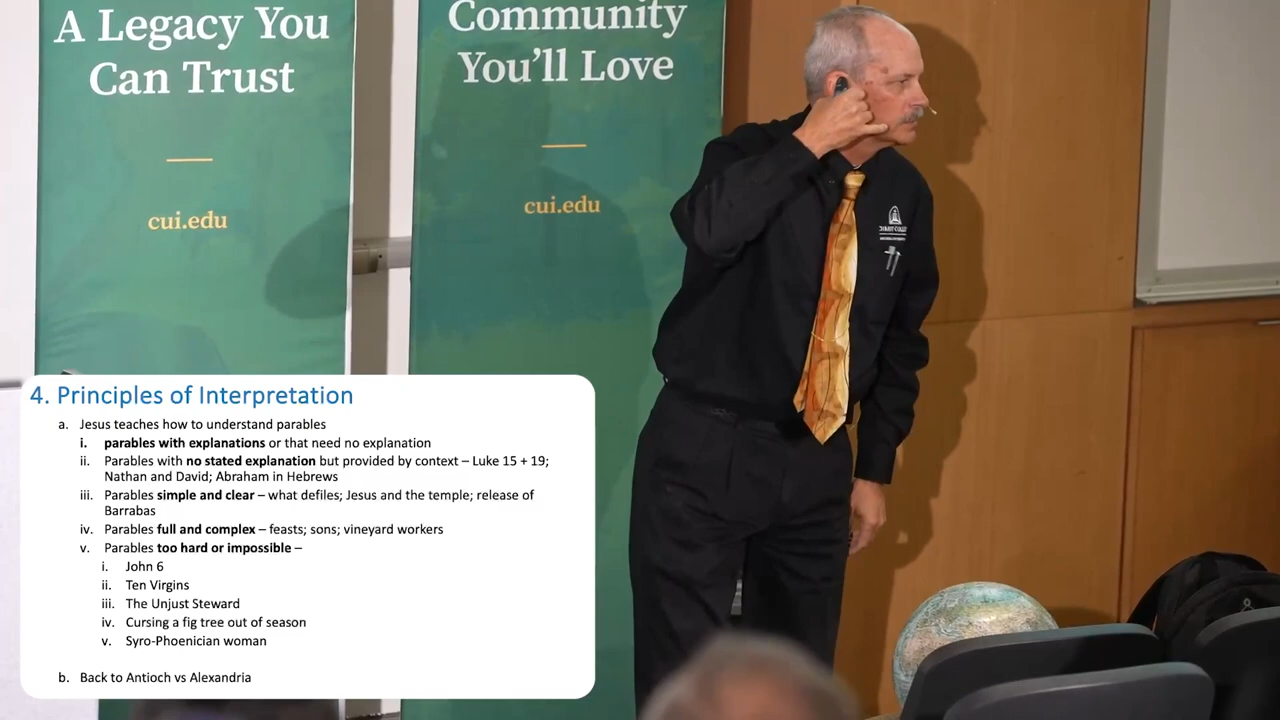 A Legacy You
Can Trust
cui.edu
Community
You'll Love
cui.edu
4. Principles of Interpretation
a. Jesus teaches how to understand parables
i. parables with explanations or that need no explanation
ii. Parables with no stated explanation but provided by context – Luke 15 + 19;
Nathan and David; Abraham in Hebrews
iii. Parables simple and clear – what defiles; Jesus and the temple; release of
Barrabas
iv. Parables full and complex – feasts; sons; vineyard workers
v. Parables too hard or impossible –
i. John 6
ii. Ten Virgins
iii. The Unjust Steward
iv. Cursing a fig tree out of season
v. Syro-Phoenician woman
b. Back to Antioch vs Alexandria